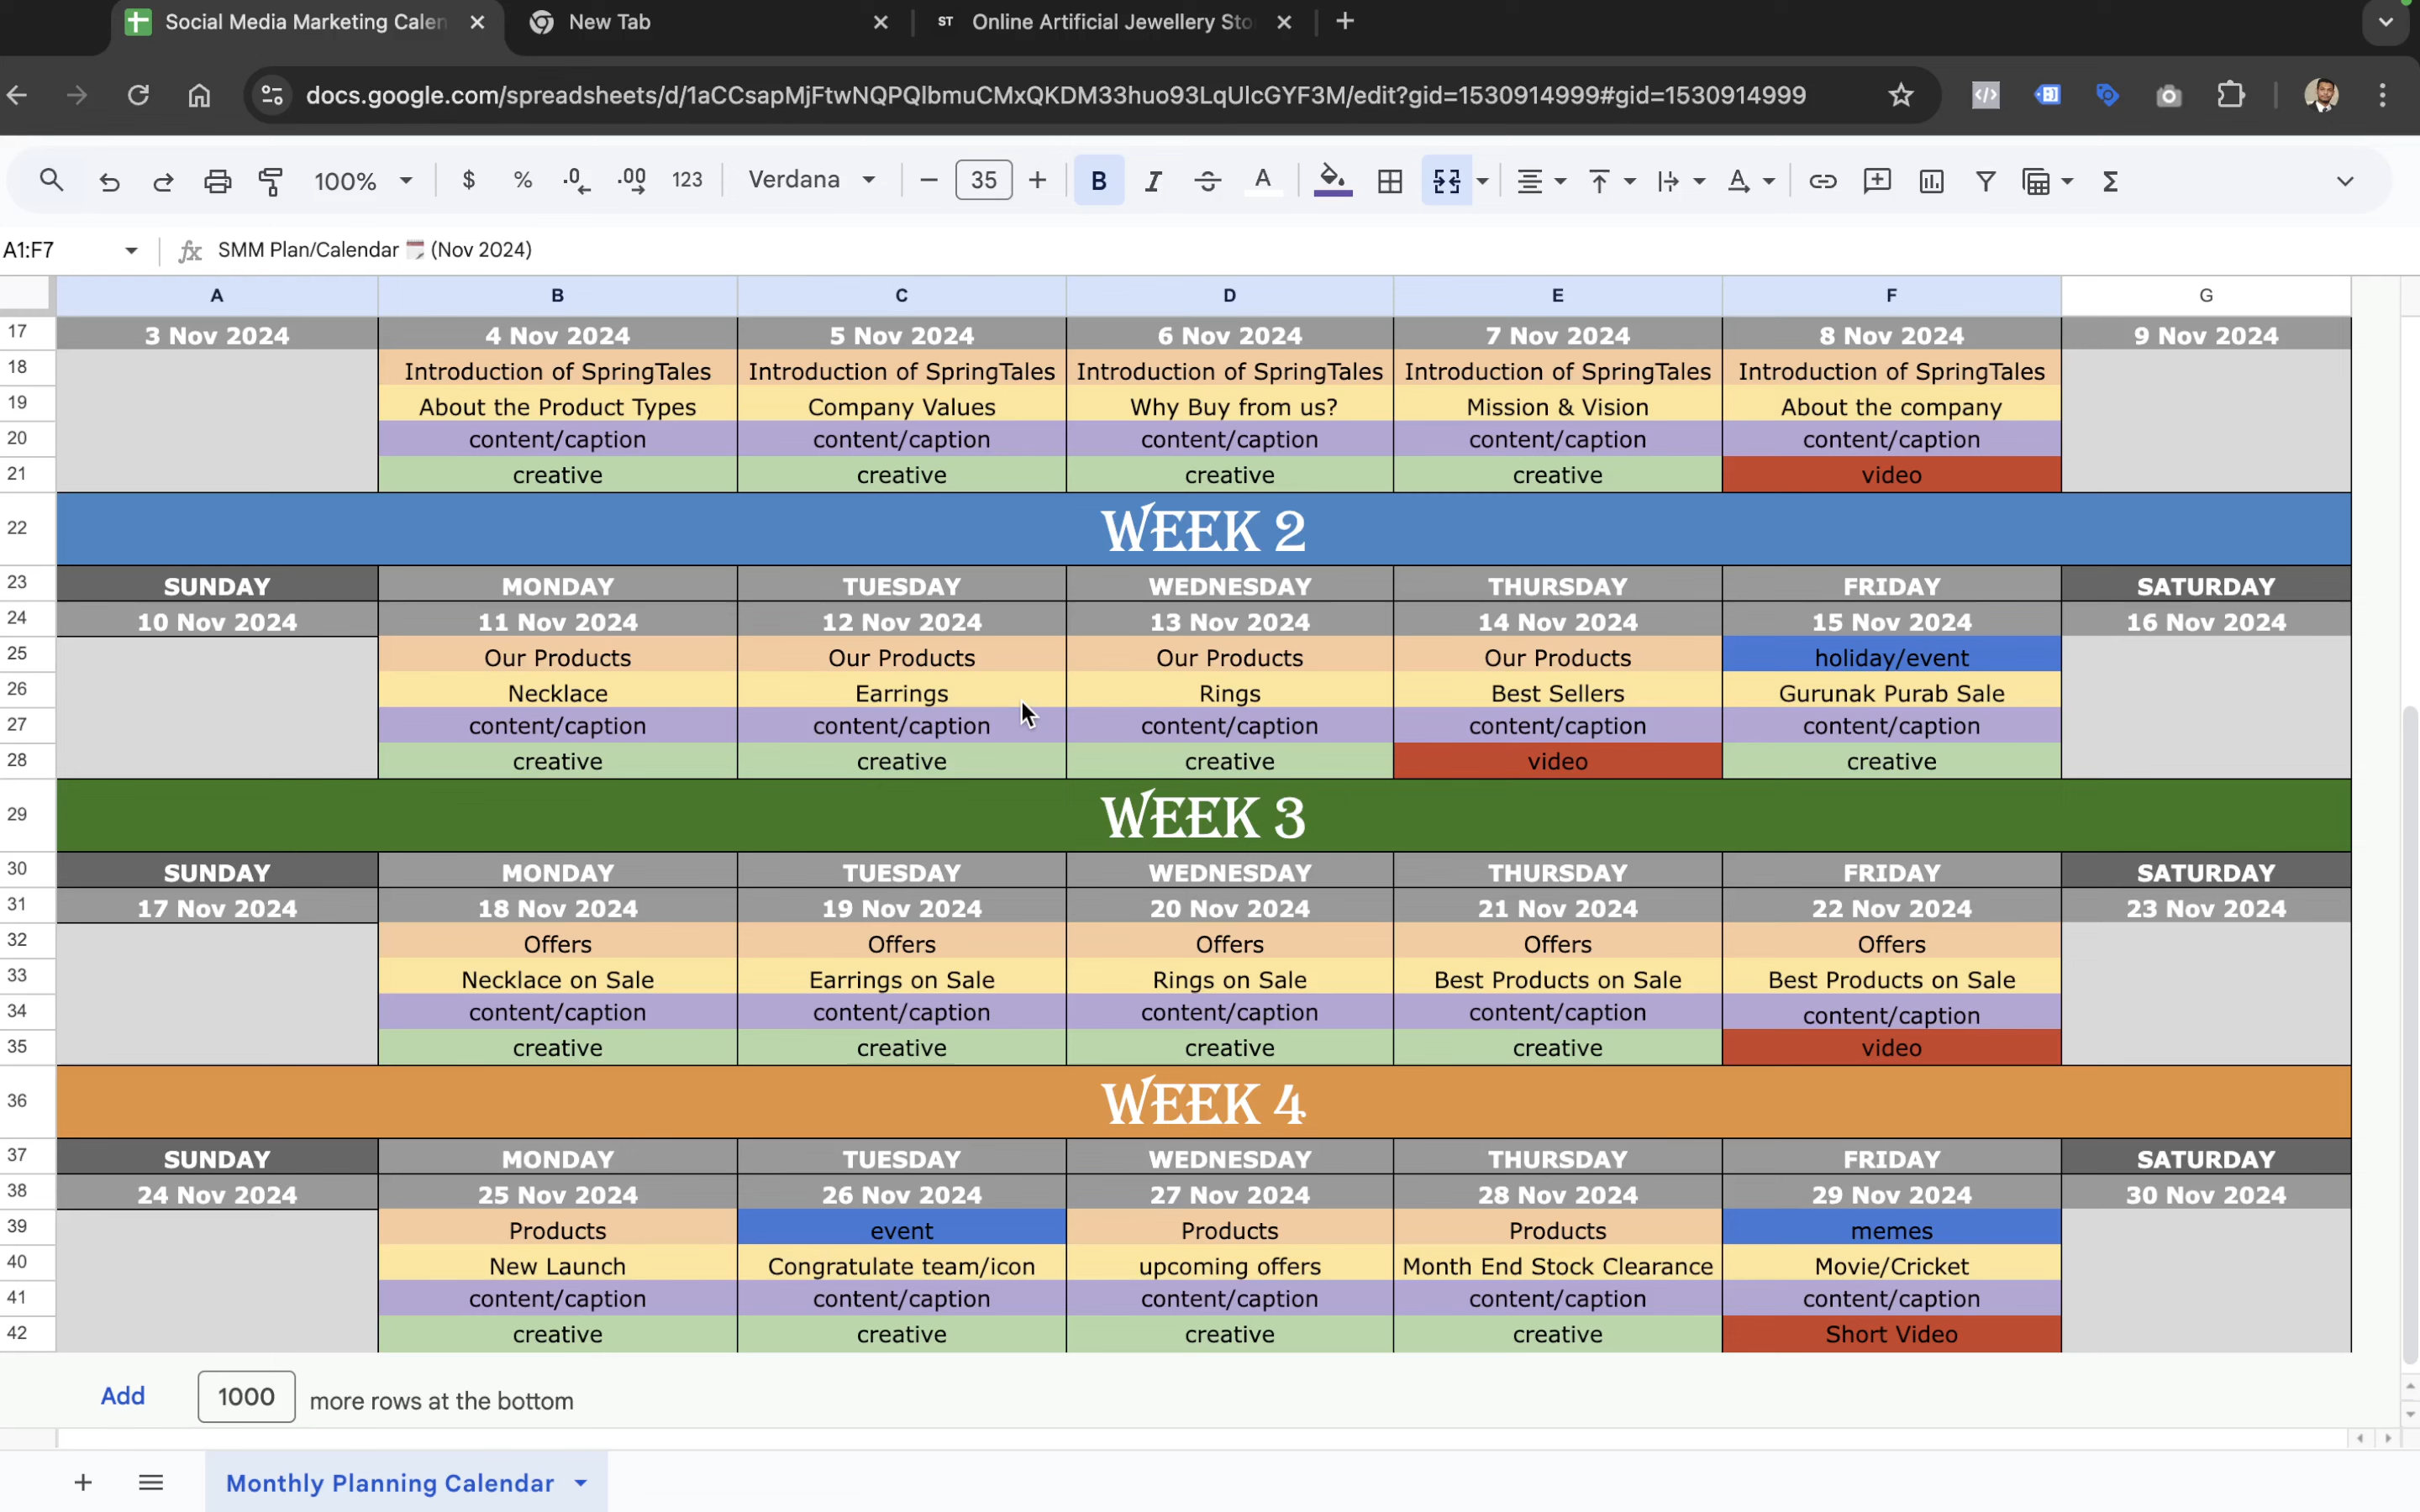 Social Media Marketing Calen
New Tab
ST Online Artificial Jewellery Sto
docs.google.com/spreadsheets/d/1aCCsapMjFtwNQPQIbmuCMxQKDM33huo93LqUlcGYF3M/edit?gid=1530914999#gid=1530914999
100% $ % .0 .00 123 Verdana 35 B I A
A1:F7 fx SMM Plan/Calendar 🗓️ (Nov 2024)
A B C D E F G
17 3 Nov 2024 4 Nov 2024 5 Nov 2024 6 Nov 2024 7 Nov 2024 8 Nov 2024 9 Nov 2024
18 Introduction of SpringTales Introduction of SpringTales Introduction of SpringTales Introduction of SpringTales Introduction of SpringTales
19 About the Product Types Company Values Why Buy from us? Mission & Vision About the company
20 content/caption content/caption content/caption content/caption content/caption
21 creative creative creative creative video
22 WEEK 2
23 SUNDAY MONDAY TUESDAY WEDNESDAY THURSDAY FRIDAY SATURDAY
24 10 Nov 2024 11 Nov 2024 12 Nov 2024 13 Nov 2024 14 Nov 2024 15 Nov 2024 16 Nov 2024
25 Our Products Our Products Our Products Our Products holiday/event
26 Necklace Earrings Rings Best Sellers Gurunak Purab Sale
27 content/caption content/caption content/caption content/caption content/caption
28 creative creative creative video creative
29 WEEK 3
30 SUNDAY MONDAY TUESDAY WEDNESDAY THURSDAY FRIDAY SATURDAY
31 17 Nov 2024 18 Nov 2024 19 Nov 2024 20 Nov 2024 21 Nov 2024 22 Nov 2024 23 Nov 2024
32 Offers Offers Offers Offers Offers
33 Necklace on Sale Earrings on Sale Rings on Sale Best Products on Sale Best Products on Sale
34 content/caption content/caption content/caption content/caption content/caption
35 creative creative creative creative video
36 WEEK 4
37 SUNDAY MONDAY TUESDAY WEDNESDAY THURSDAY FRIDAY SATURDAY
38 24 Nov 2024 25 Nov 2024 26 Nov 2024 27 Nov 2024 28 Nov 2024 29 Nov 2024 30 Nov 2024
39 Products event Products Products memes
40 New Launch Congratulate team/icon upcoming offers Month End Stock Clearance Movie/Cricket
41 content/caption content/caption content/caption content/caption content/caption
42 creative creative creative creative Short Video
Add 1000 more rows at the bottom
Monthly Planning Calendar